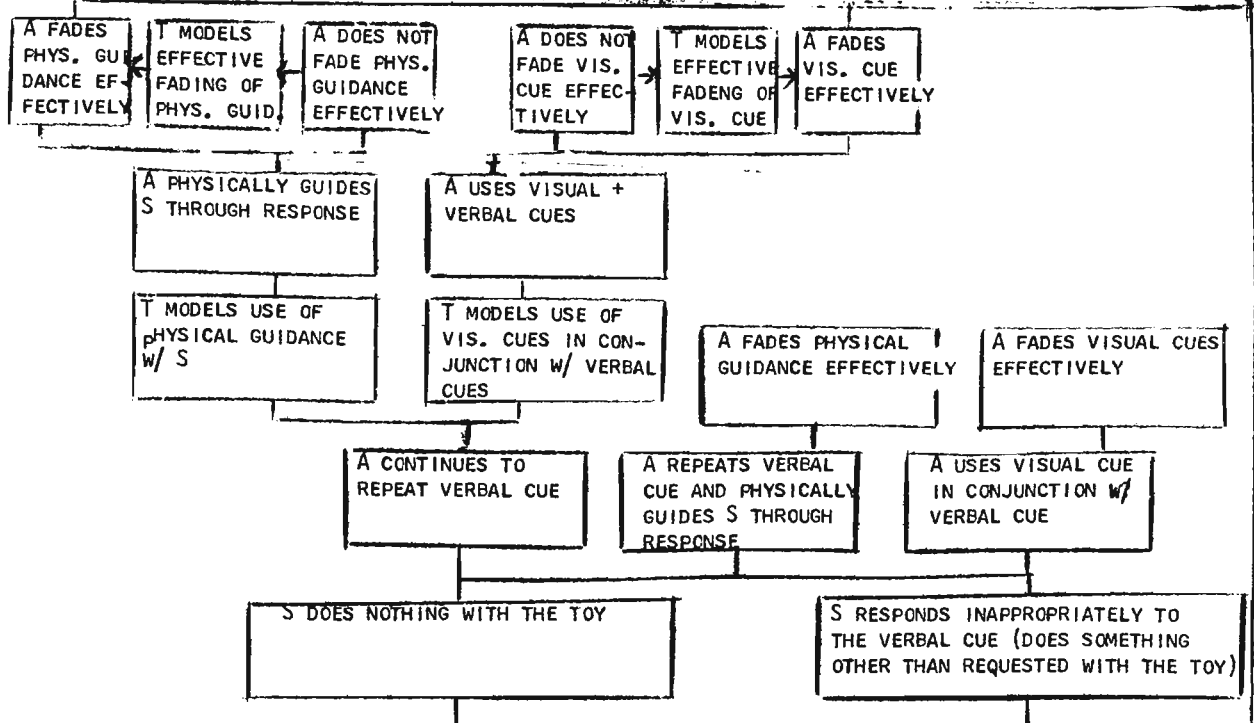 A FADES
PHYS. GUI
DANCE EF-
FECTIVELY
T MODELS
EFFECTIVE
FADING OF
PHYS. GUID.
A DOES NOT
FADE PHYS.
GUIDANCE
EFFECTIVELY
A DOES NOT
FADE VIS.
CUE EFFEC-
TIVELY
T MODELS
EFFECTIVE
FADENG OF
VIS. CUE
A FADES
VIS. CUE
EFFECTIVELY
A PHYSICALLY GUIDES
S THROUGH RESPONSE
A USES VISUAL +
VERBAL CUES
T MODELS USE OF
PHYSICAL GUIDANCE
W/ S
T MODELS USE OF
VIS. CUES IN CON-
JUNCTION W/ VERBAL
CUES
A FADES PHYSICAL
GUIDANCE EFFECTIVELY
A FADES VISUAL CUES
EFFECTIVELY
A CONTINUES TO
REPEAT VERBAL CUE
A REPEATS VERBAL
CUE AND PHYSICALLY
GUIDES S THROUGH
RESPONSE
A USES VISUAL CUE
IN CONJUNCTION W/
VERBAL CUE
S DOES NOTHING WITH THE TOY
S RESPONDS INAPPROPRIATELY TO
THE VERBAL CUE (DOES SOMETHING
OTHER THAN REQUESTED WITH THE TOY)